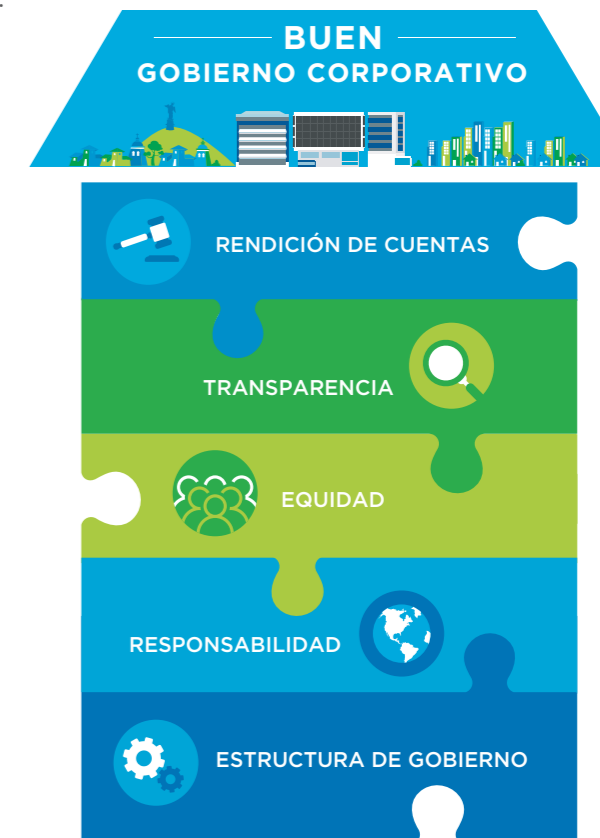 BUEN
GOBIERNO CORPORATIVO
RENDICIÓN DE CUENTAS
TRANSPARENCIA
EQUIDAD
RESPONSABILIDAD
ESTRUCTURA DE GOBIERNO